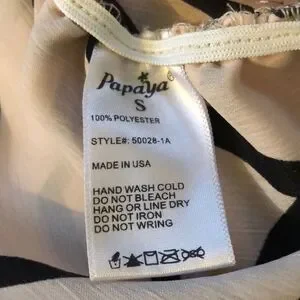 Papaya
S
100% POLYESTER
STYLE#: 50028-1A
MADE IN USA
HAND WASH COLD
DO NOT BLEACH
HANG OR LINE DRY
DO NOT IRON
DO NOT WRING